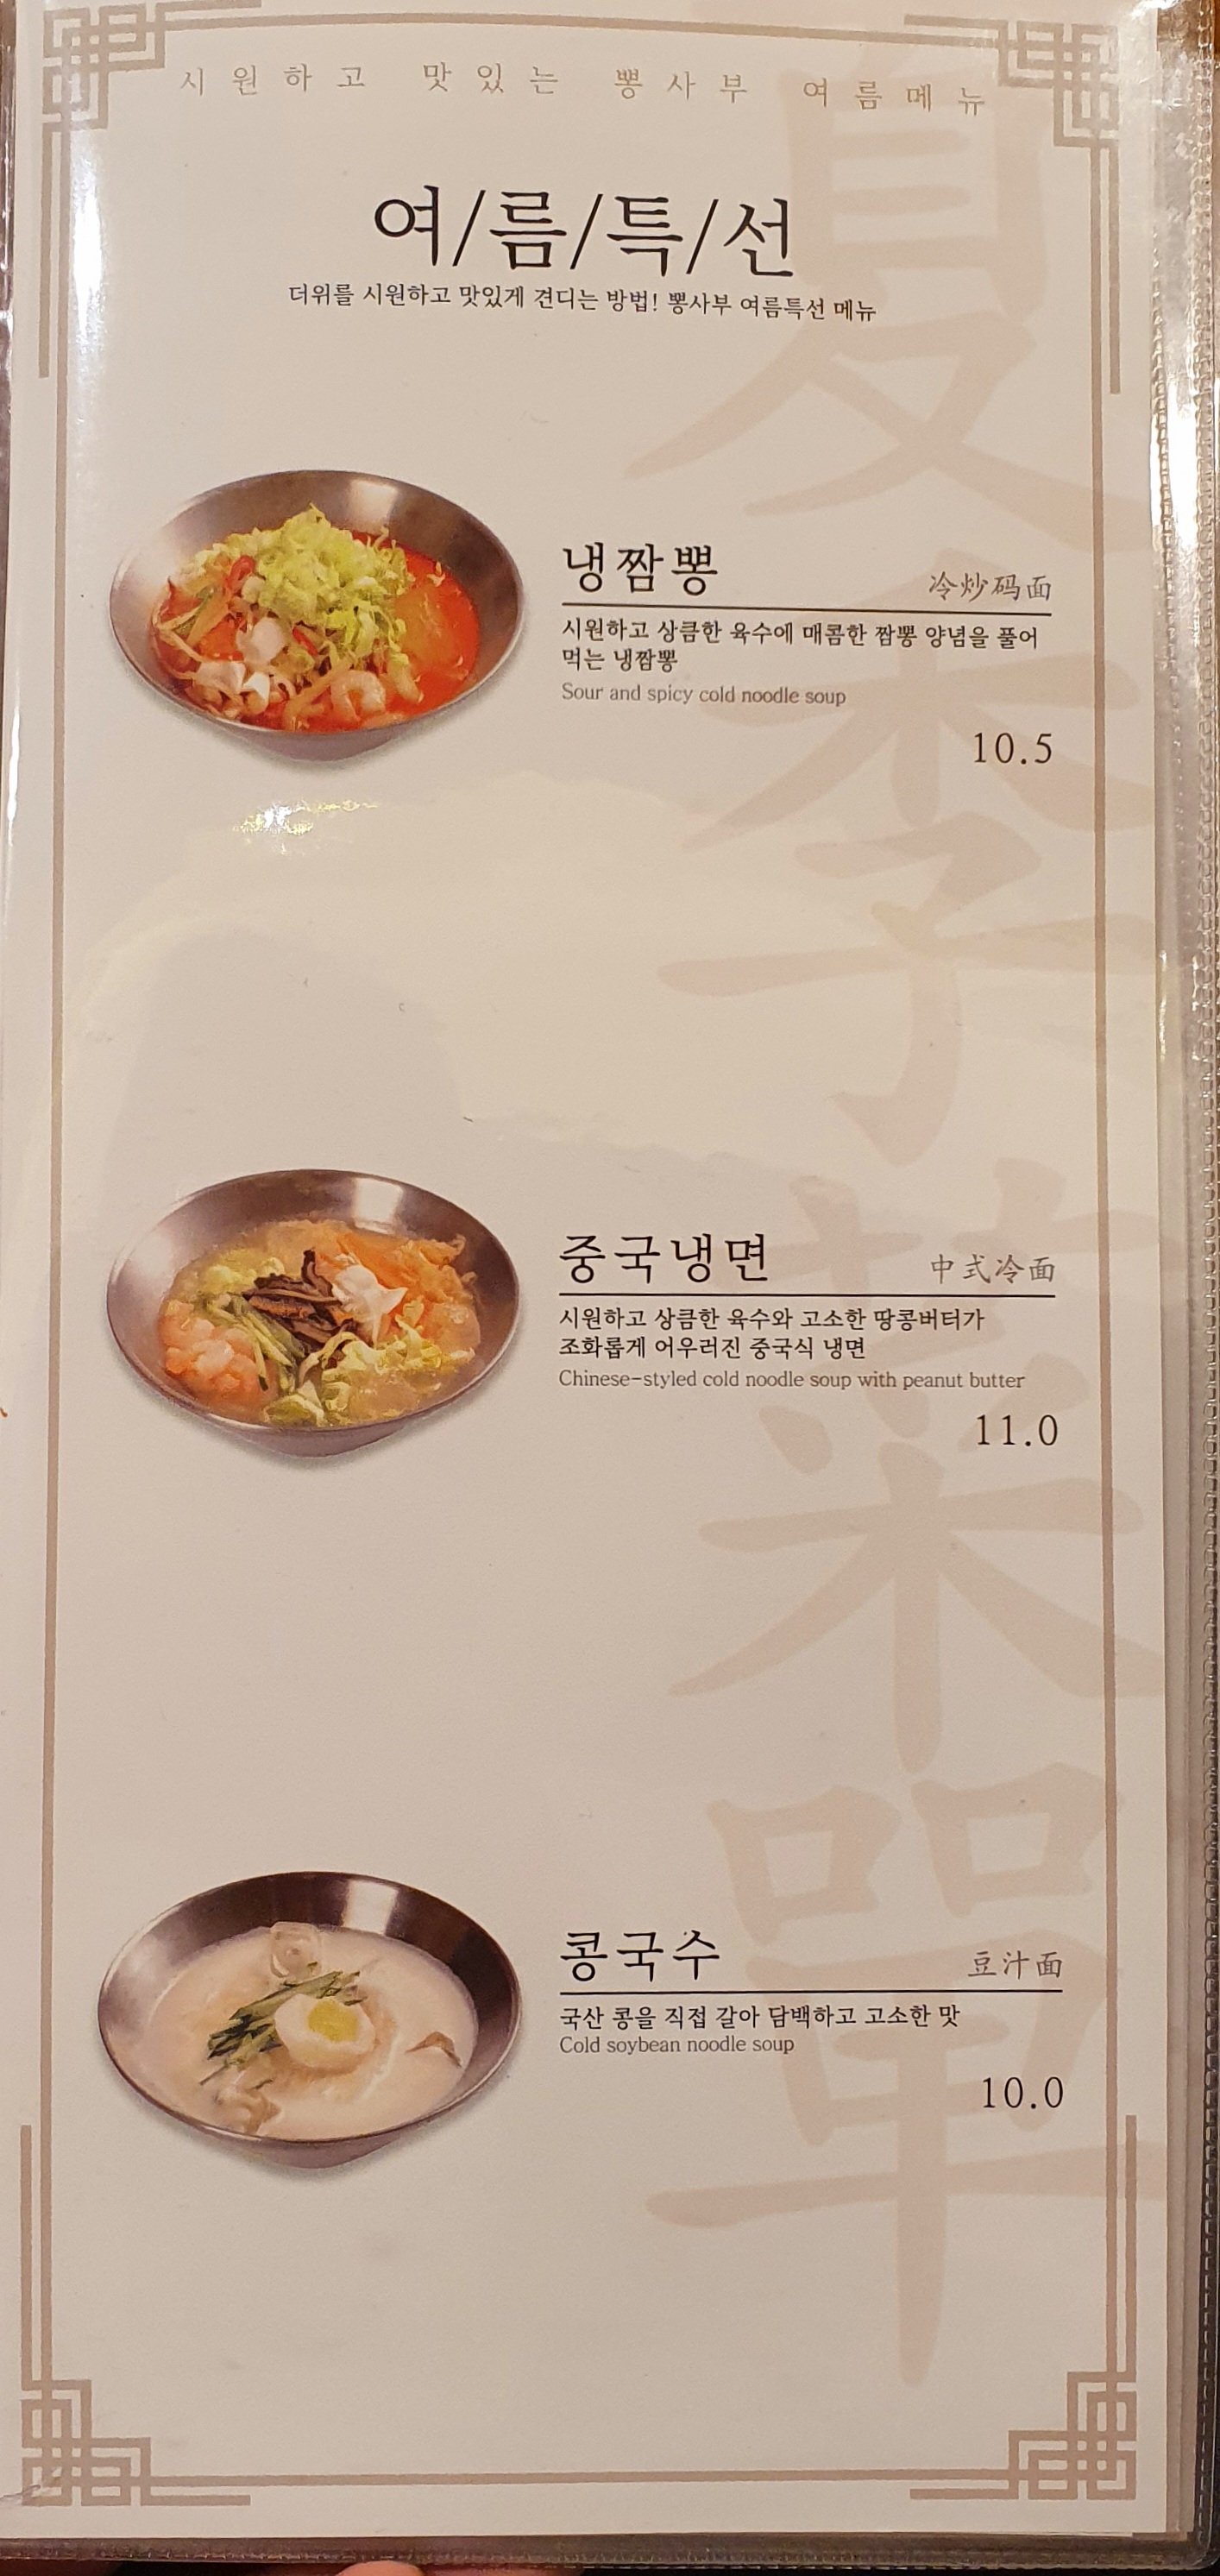 시원하고 맛있는 뽕사부 여름메뉴
여/름/특/선
더위를 시원하고 맛있게 견디는 방법! 뽕사부 여름특선 메뉴
냉짬뽕 冷炒码面
시원하고 상큼한 육수에 매콤한 짬뽕 양념을 풀어
먹는 냉짬뽕
Sour and spicy cold noodle soup
10.5
중국냉면 中式冷面
시원하고 상큼한 육수와 고소한 땅콩버터가
조화롭게 어우러진 중국식 냉면
Chinese-styled cold noodle soup with peanut butter
11.0
콩국수 豆汁面
국산 콩을 직접 갈아 담백하고 고소한 맛
Cold soybean noodle soup
10.0
夏季菜單